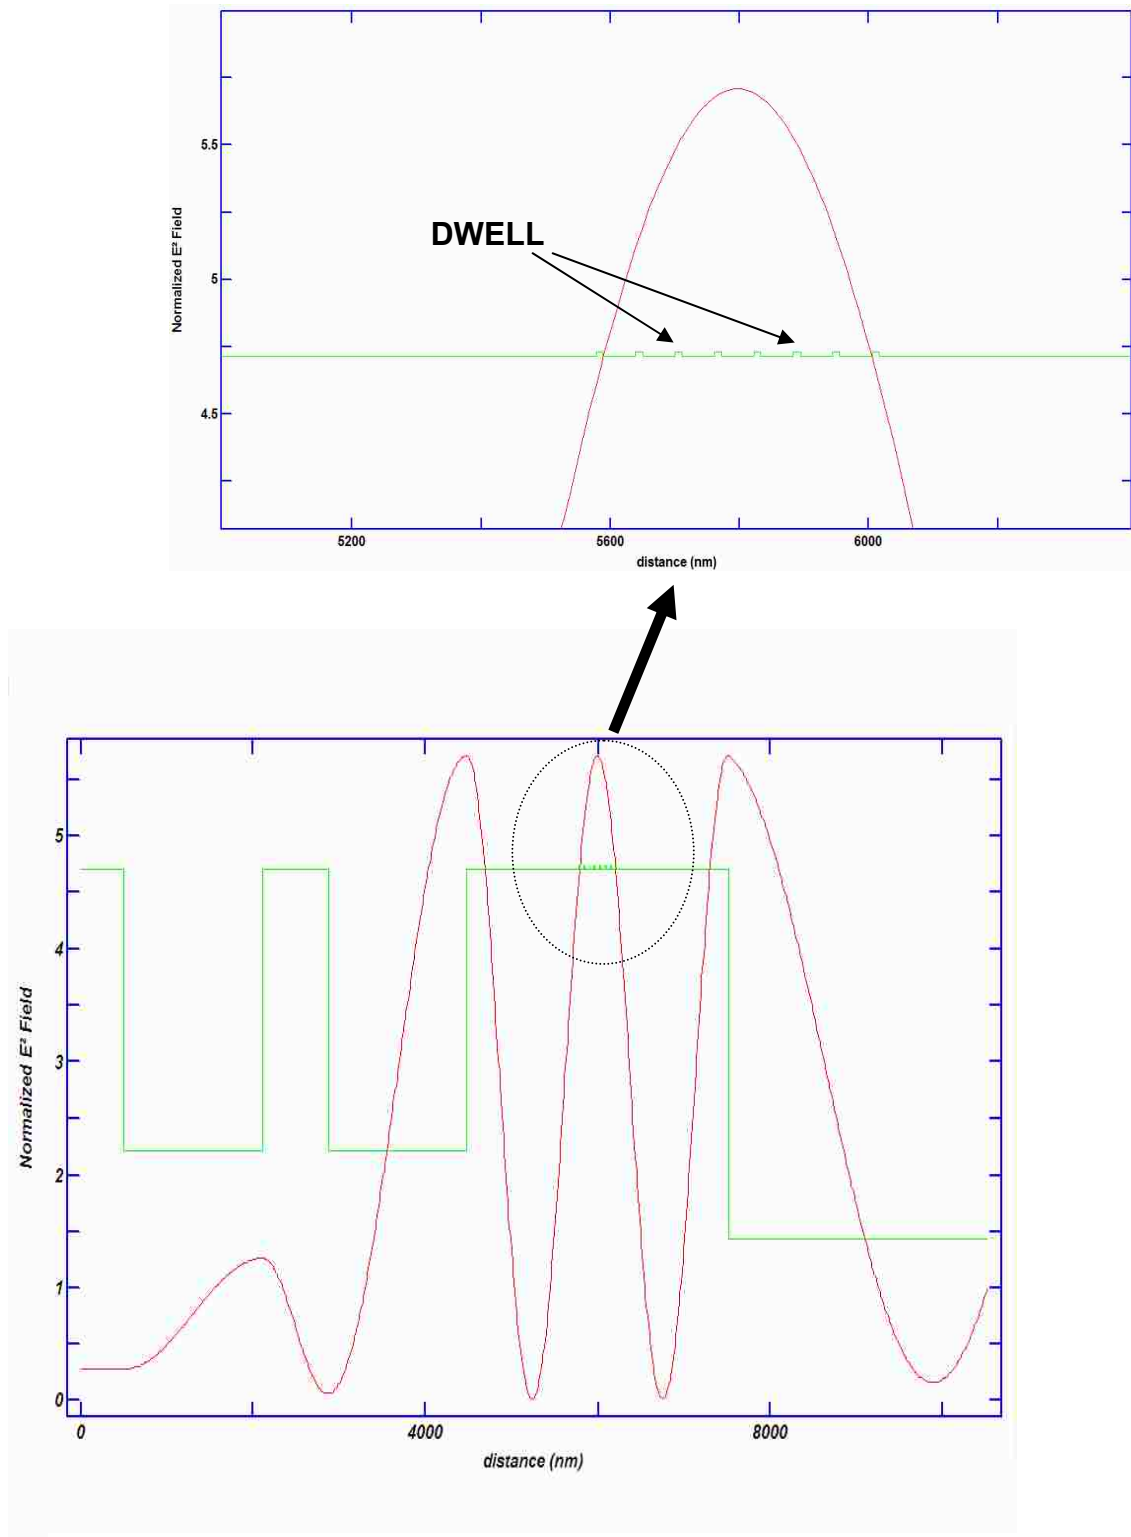 5.5
Normalized E² Field
DWELL
5
4.5
5200 5600 6000
distance (nm)
5
4
3
Normalized E² Field
2
1
0
0 4000 8000
distance (nm)